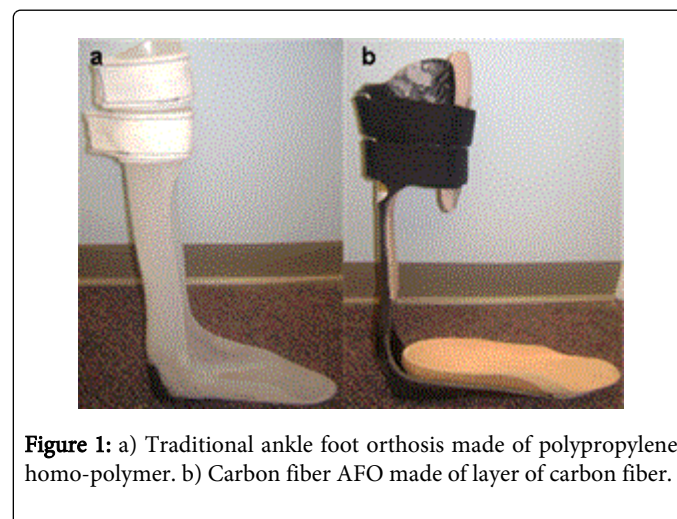 a
b
Figure 1: a) Traditional ankle foot orthosis made of polypropylene
homo-polymer. b) Carbon fiber AFO made of layer of carbon fiber.